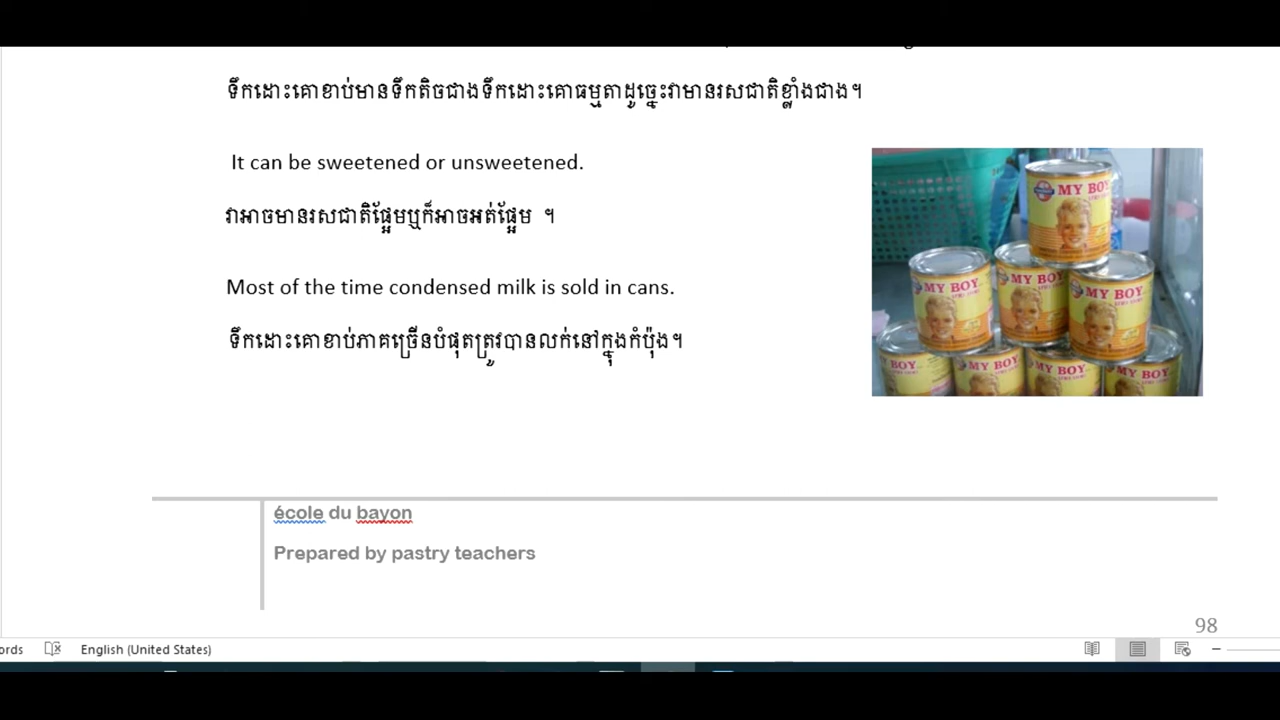 ទឹកដោះគោខាប់មានទឹកតិចជាងទឹកដោះគោធម្មតាដូច្នេះវាមានរសជាតិខ្លាំងជាង។
It can be sweetened or unsweetened.
វាអាចមានរសជាតិផ្អែមឬក៏អាចអត់ផ្អែម ។
Most of the time condensed milk is sold in cans.
ទឹកដោះគោខាប់ភាគច្រើនបំផុតត្រូវបានលក់នៅក្នុងកំប៉ុង។
MY BOY
MY BOY
MY BOY
MY BOY
MY BOY
MY BOY
MY BOY
MY BOY
école du bayon
Prepared by pastry teachers
98
ords
English (United States)